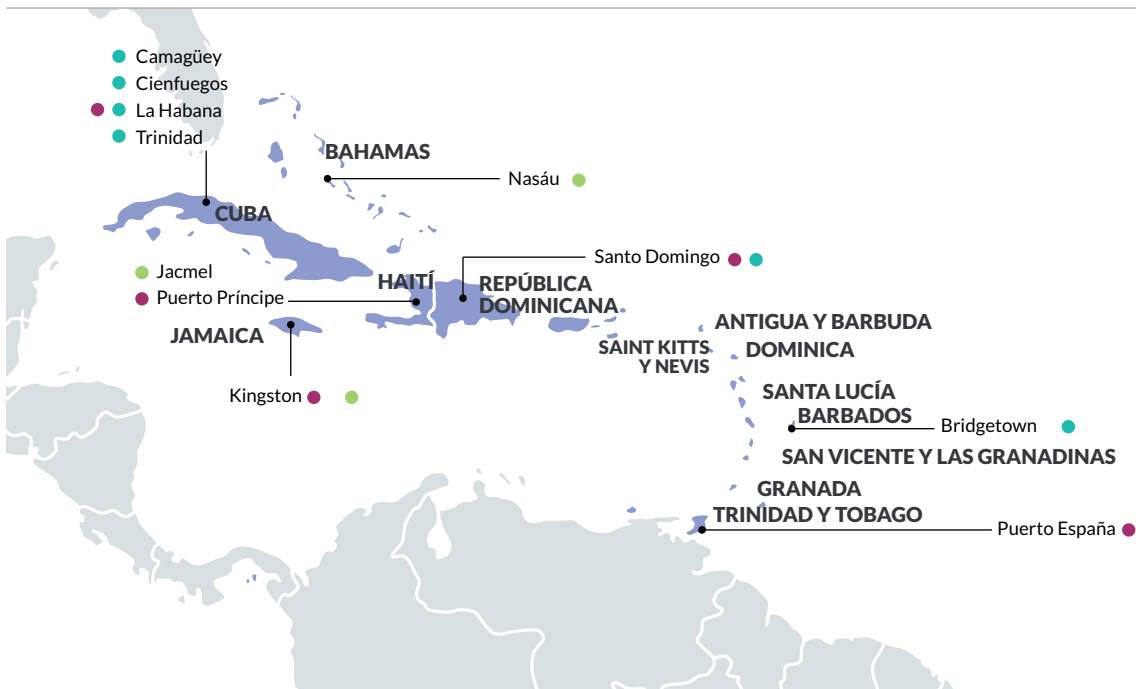 Camagüey
Cienfuegos
La Habana
Trinidad
BAHAMAS
Nasáu
CUBA
Santo Domingo
Jacmel
HAITÍ
REPÚBLICA
DOMINICANA
Puerto Príncipe
JAMAICA
ANTIGUA Y BARBUDA
SAINT KITTS
Y NEVIS
DOMINICA
Kingston
SANTA LUCÍA
BARBADOS
Bridgetown
SAN VICENTE Y LAS GRANADINAS
GRANADA
TRINIDAD Y TOBAGO
Puerto España